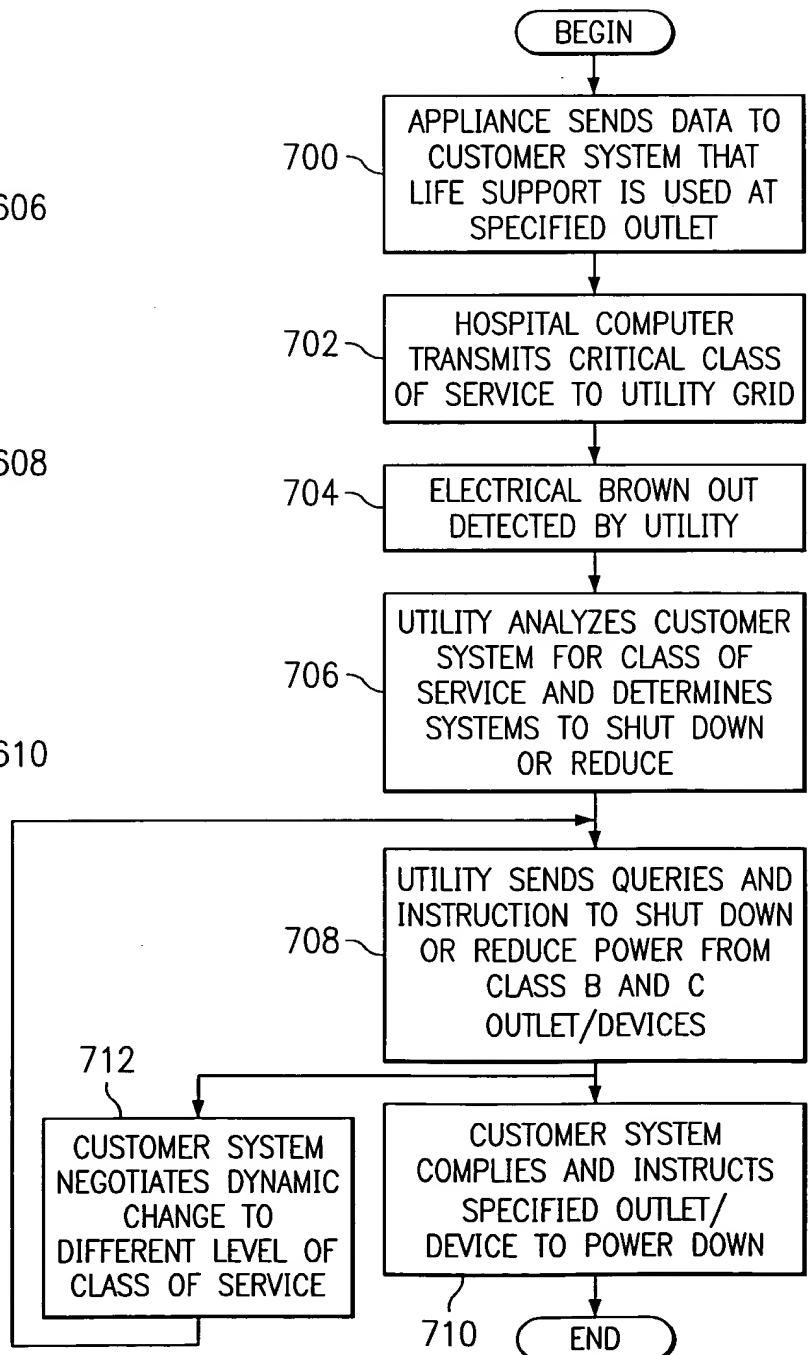 BEGIN
700
APPLIANCE SENDS DATA TO
CUSTOMER SYSTEM THAT
LIFE SUPPORT IS USED AT
SPECIFIED OUTLET
606
702
HOSPITAL COMPUTER
TRANSMITS CRITICAL CLASS
OF SERVICE TO UTILITY GRID
608
704
ELECTRICAL BROWN OUT
DETECTED BY UTILITY
706
UTILITY ANALYZES CUSTOMER
SYSTEM FOR CLASS OF
SERVICE AND DETERMINES
SYSTEMS TO SHUT DOWN
OR REDUCE
610
708
UTILITY SENDS QUERIES AND
INSTRUCTION TO SHUT DOWN
OR REDUCE POWER FROM
CLASS B AND C
OUTLET/DEVICES
712
CUSTOMER SYSTEM
NEGOTIATES DYNAMIC
CHANGE TO
DIFFERENT LEVEL OF
CLASS OF SERVICE
CUSTOMER SYSTEM
COMPLIES AND INSTRUCTS
SPECIFIED OUTLET/
DEVICE TO POWER DOWN
710
END